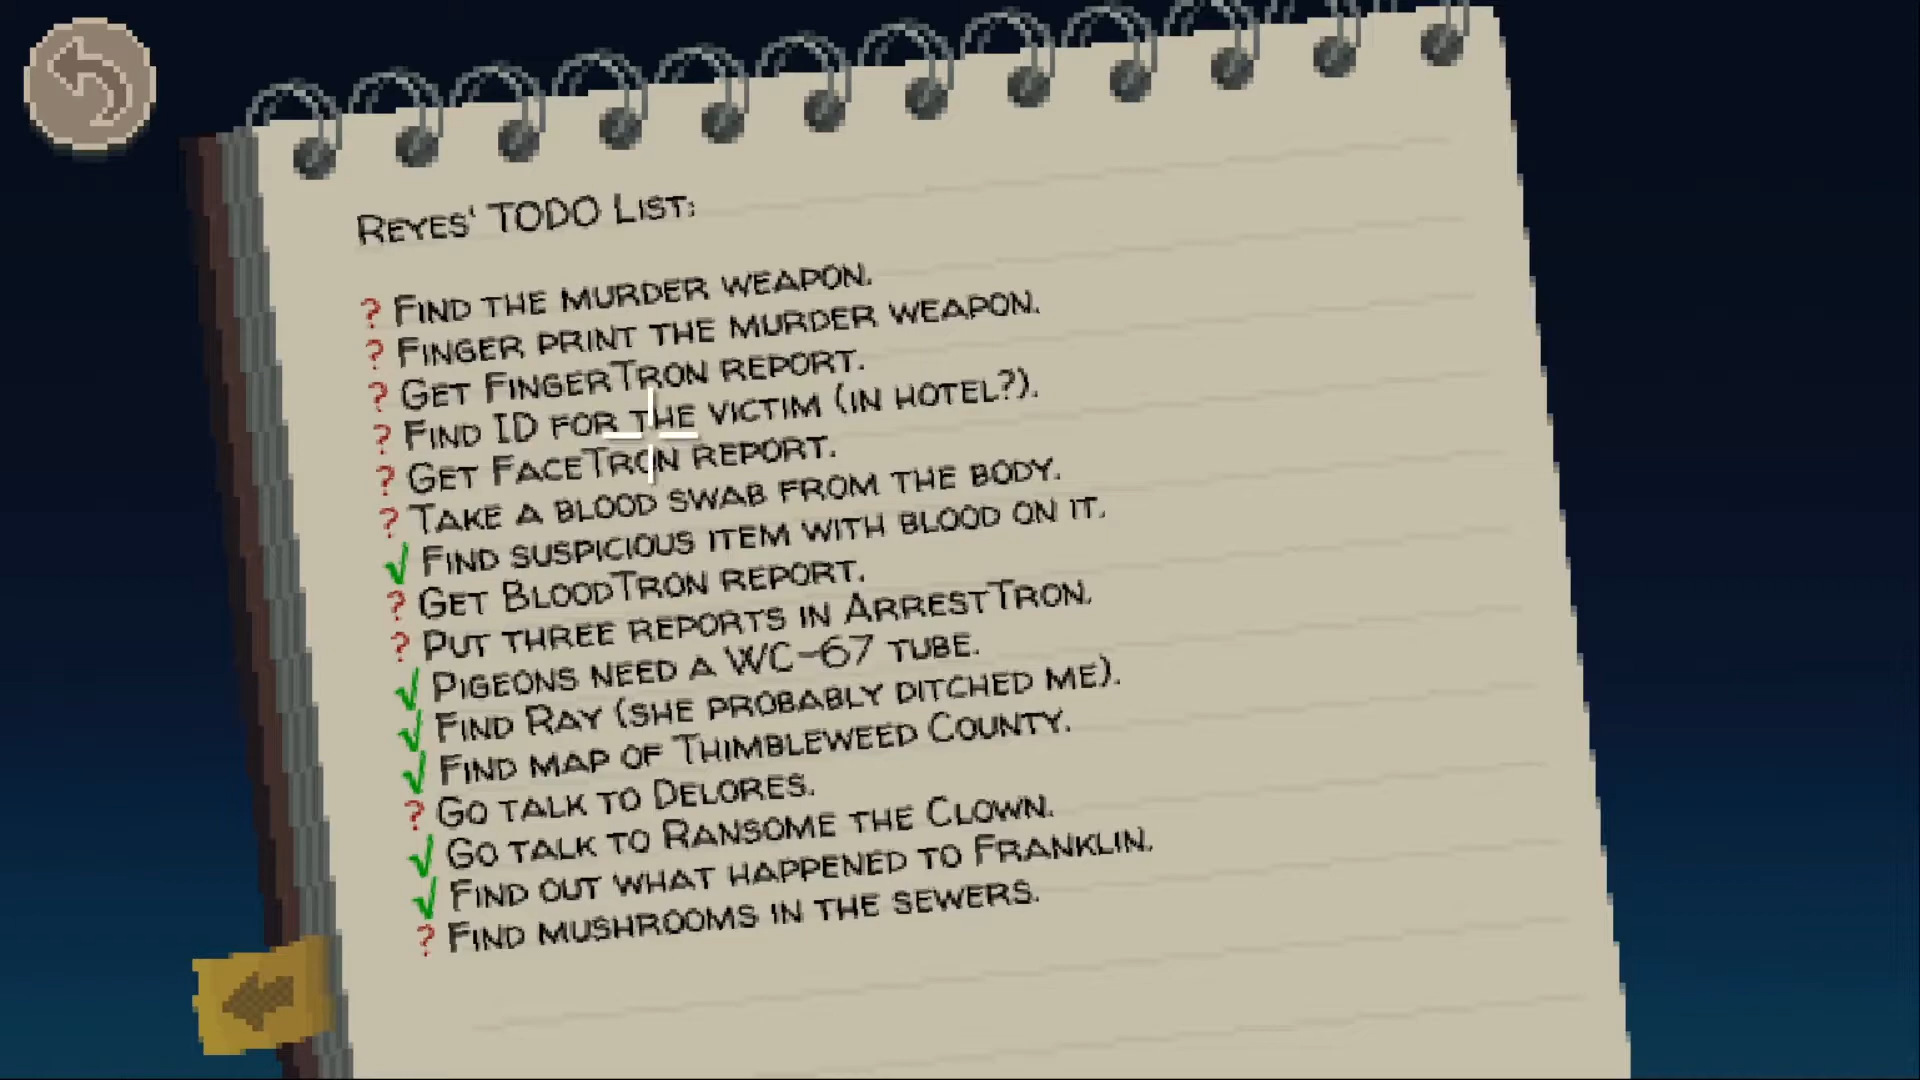 Reyes' TODO List:
? Find the murder weapon.
? Finger print the murder weapon.
? Get FingerTron report.
? Find ID for the victim (in hotel?).
? Get FaceTron report.
? Take a blood swab from the body.
√ Find suspicious item with blood on it.
? Get BloodTron report.
? Put three reports in ArrestTron.
√ Pigeons need a WC-67 tube.
√ Find Ray (she probably ditched me).
√ Find map of Thimbleweed County.
? Go talk to Delores.
√ Go talk to Ransome the Clown.
√ Find out what happened to Franklin.
? Find mushrooms in the sewers.